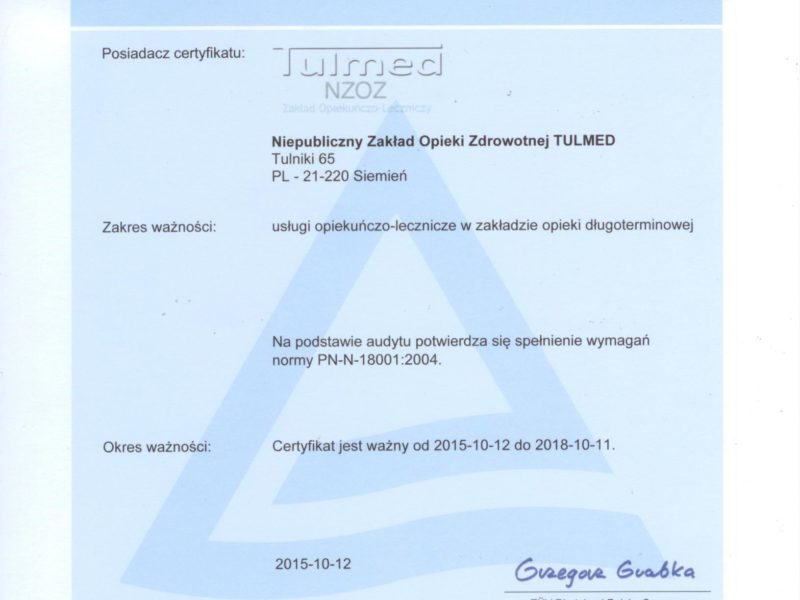 Posiadacz certyfikatu:
Tulmed
NZOZ
Zakład Opiekuńczo-Leczniczy
Niepubliczny Zakład Opieki Zdrowotnej TULMED
Tulniki 65
PL - 21-220 Siemień
Zakres ważności:
usługi opiekuńczo-lecznicze w zakładzie opieki długoterminowej
Na podstawie audytu potwierdza się spełnienie wymagań
normy PN-N-18001:2004.
Okres ważności:
Certyfikat jest ważny od 2015-10-12 do 2018-10-11.
2015-10-12
Grzegorz Grabka